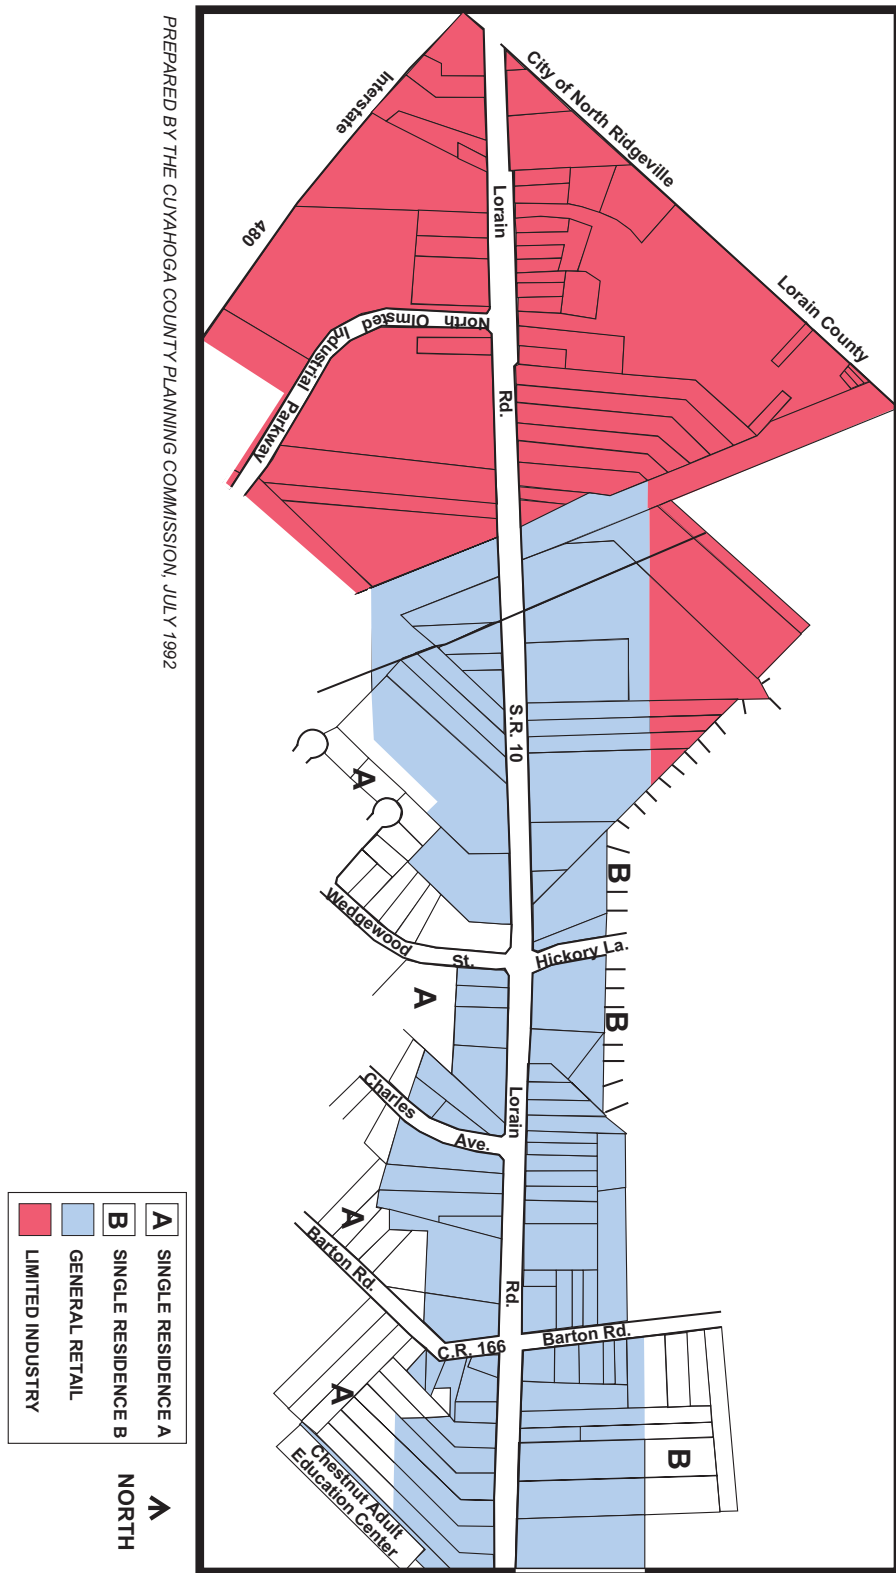 PREPARED BY THE CUYAHOGA COUNTY PLANNING COMMISSION, JULY 1992
City of North Ridgeville
Lorain County
Interstate
480
Lorain
Rd.
North Olmsted Industrial Parkway
S.R. 10
A
B
Wedgewood
St.
Hickory La.
A
B
Lorain
Charles
Ave.
A
Barton Rd.
Rd.
C.R. 166
Barton Rd.
A
B
Chestnut Adult
Education Center
A SINGLE RESIDENCE A
B SINGLE RESIDENCE B
GENERAL RETAIL
LIMITED INDUSTRY
NORTH